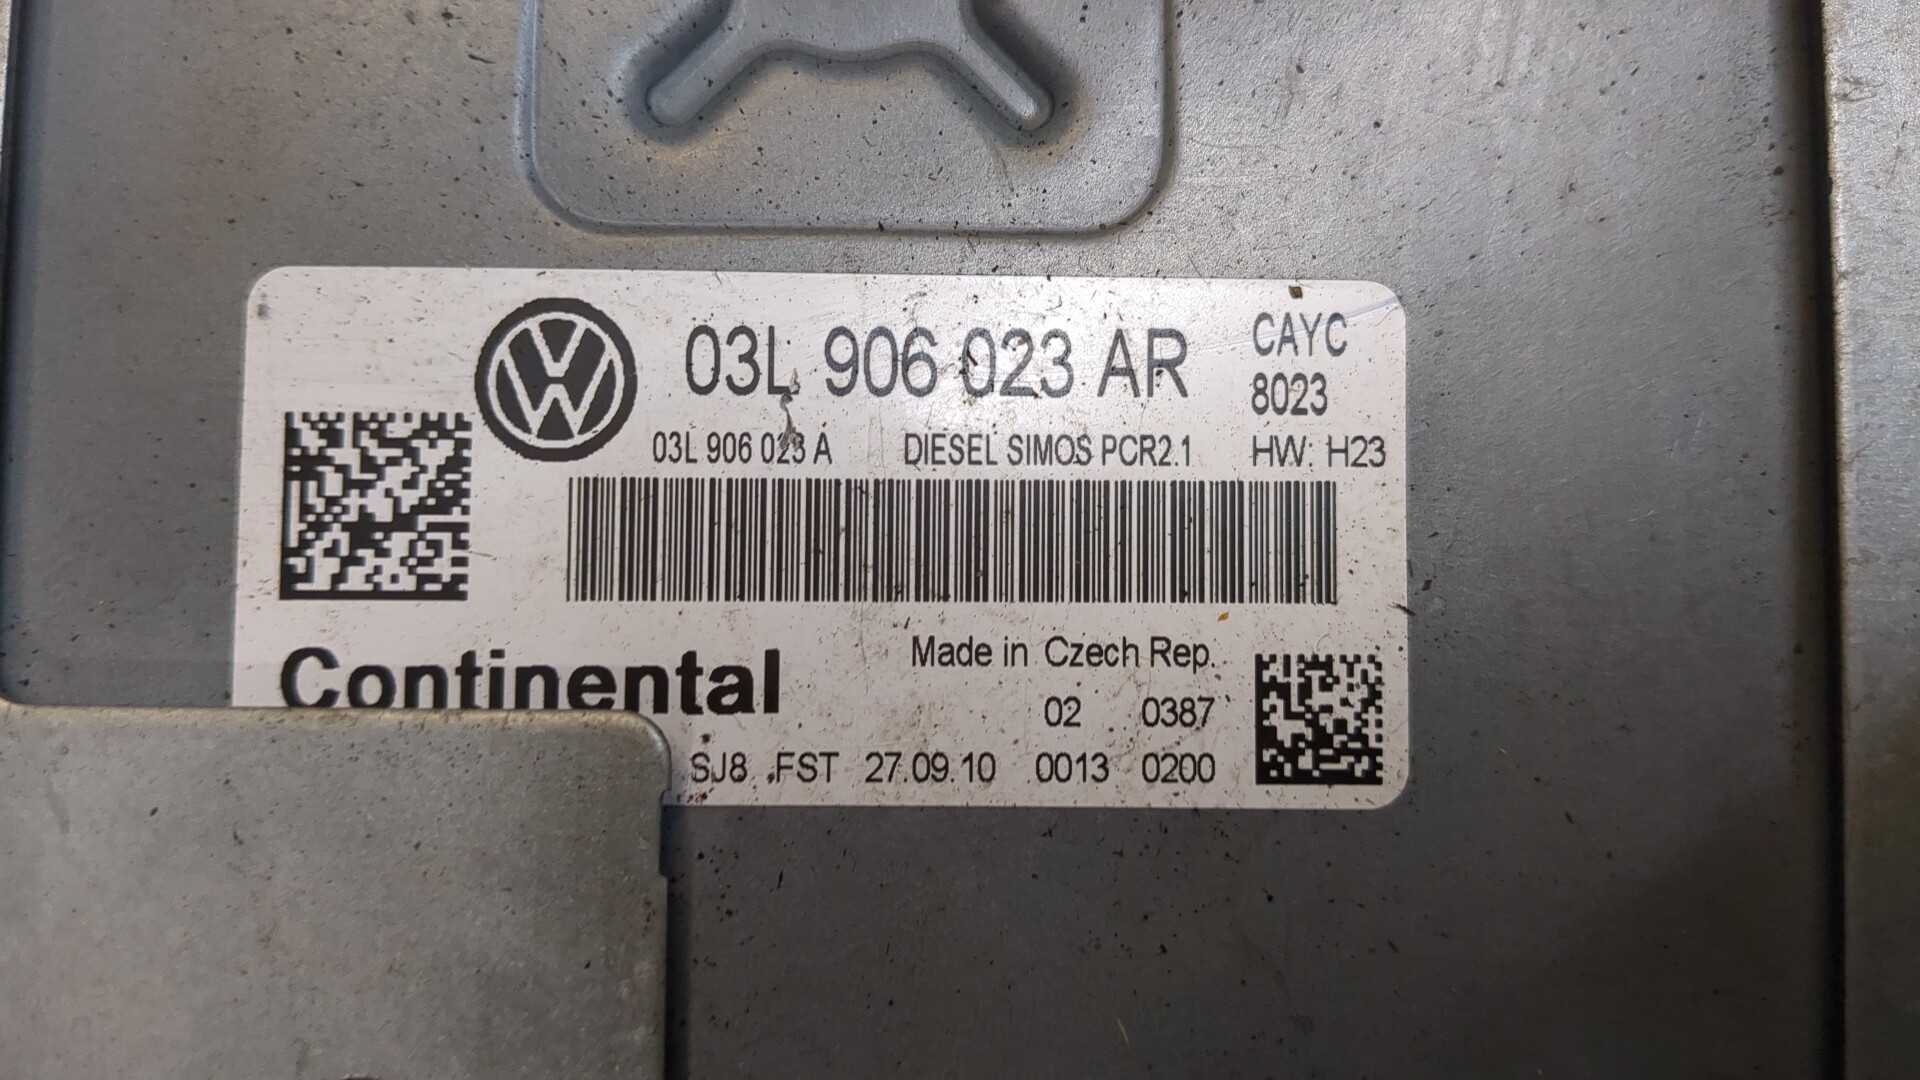 03L 906 023 AR CAYC
8023
03L 906 023 A DIESEL SIMOS PCR2.1 HW: H23
Continental
Made in Czech Rep.
02 0387
SJ8 .FST 27.09.10 0013 0200